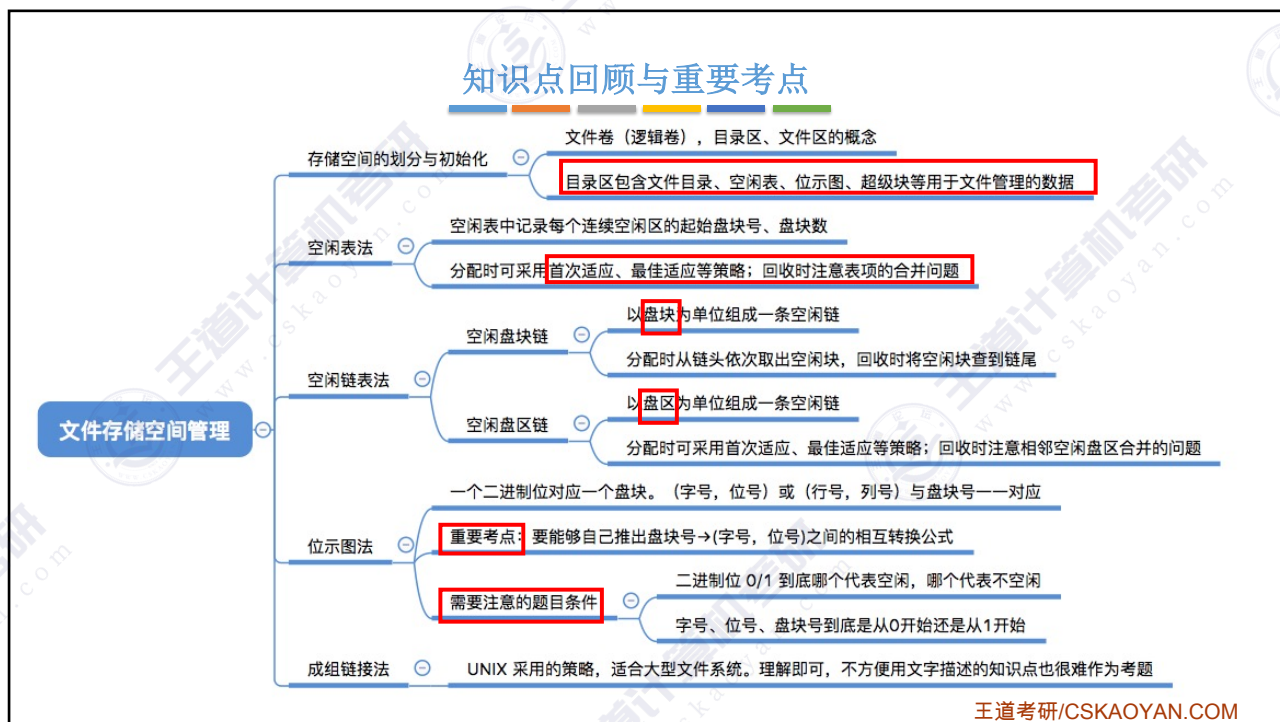 知识点回顾与重要考点
文件存储空间管理
存储空间的划分与初始化
文件卷（逻辑卷），目录区、文件区的概念
目录区包含文件目录、空闲表、位示图、超级块等用于文件管理的数据
空闲表法
空闲表中记录每个连续空闲区的起始盘块号、盘块数
分配时可采用首次适应、最佳适应等策略；回收时注意表项的合并问题
空闲链表法
空闲盘块链
以盘块为单位组成一条空闲链
分配时从链头依次取出空闲块，回收时将空闲块查到链尾
空闲盘区链
以盘区为单位组成一条空闲链
分配时可采用首次适应、最佳适应等策略；回收时注意相邻空闲盘区合并的问题
位示图法
一个二进制位对应一个盘块。（字号，位号）或（行号，列号）与盘块号一一对应
重要考点：要能够自己推出盘块号→(字号，位号)之间的相互转换公式
需要注意的题目条件
二进制位 0/1 到底哪个代表空闲，哪个代表不空闲
字号、位号、盘块号到底是从0开始还是从1开始
成组链接法
UNIX 采用的策略，适合大型文件系统。理解即可，不方便用文字描述的知识点也很难作为考题
王道考研/CSKAOYAN.COM
王道计算机考研
www.cskaoyan.com